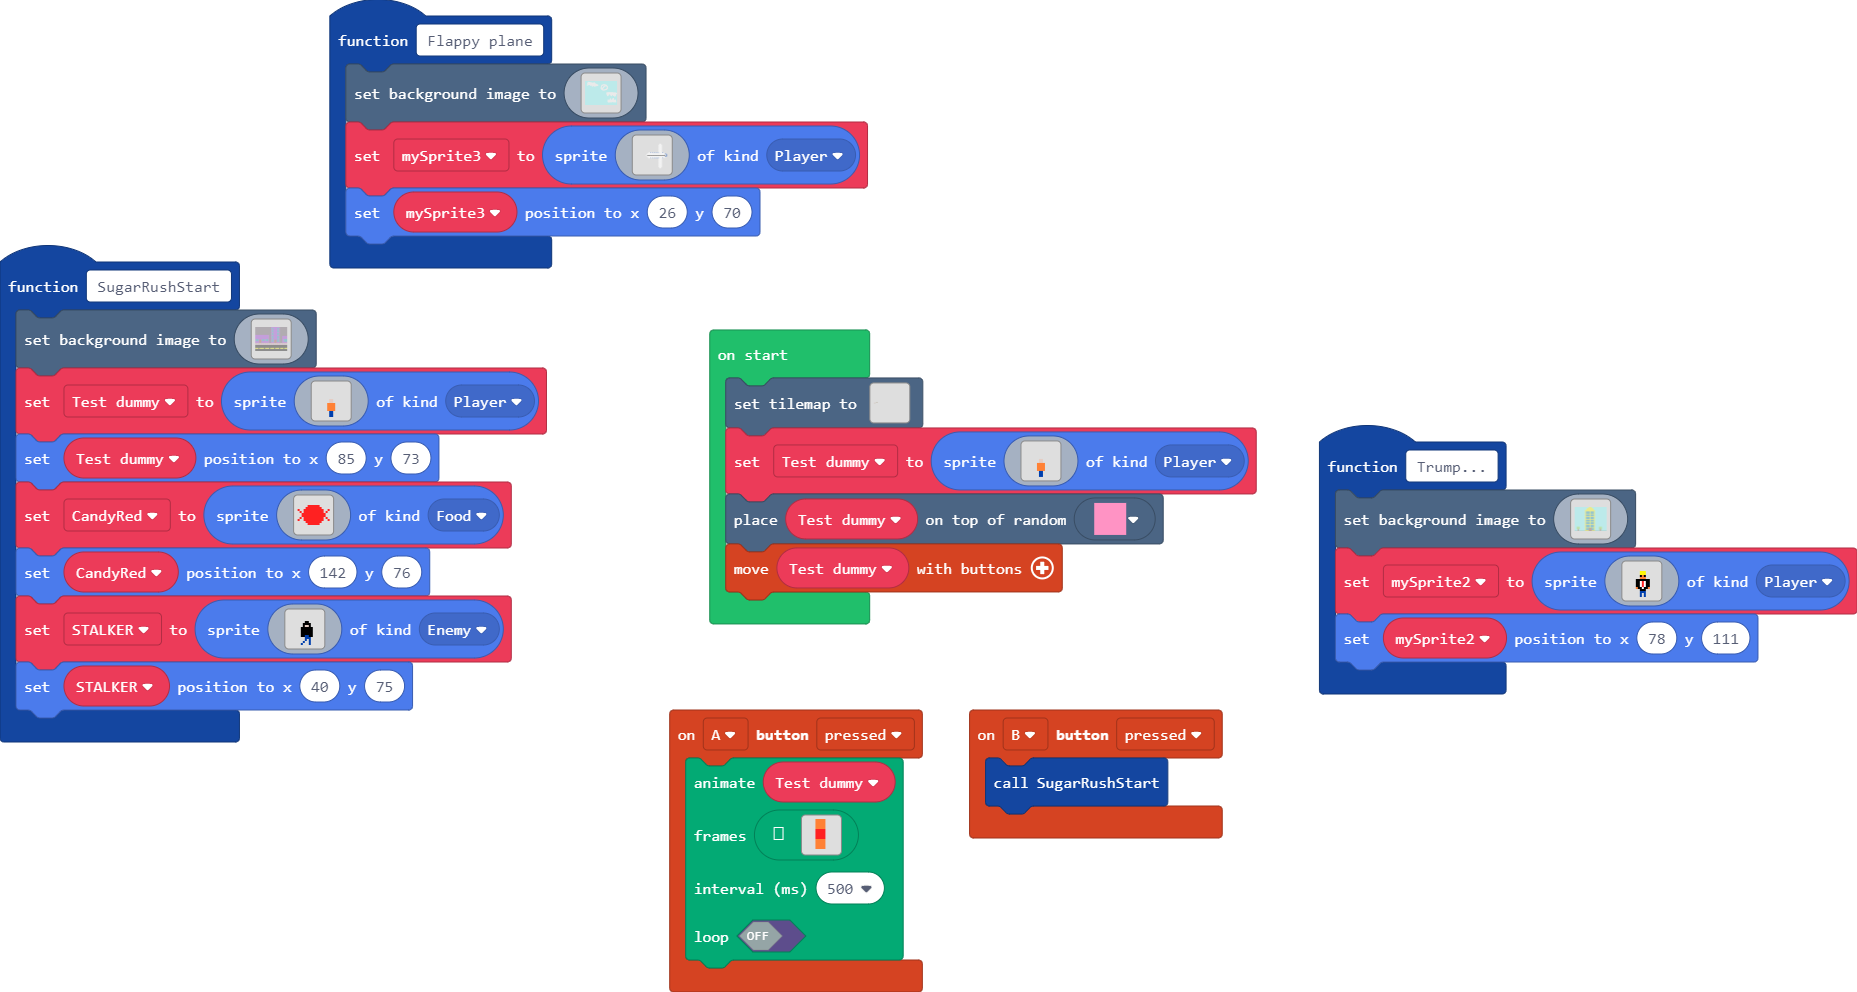 function Flappy plane
set background image to
set mySprite3 to sprite of kind Player
set mySprite3 position to x 26 y 70
function SugarRushStart
set background image to
set Test dummy to sprite of kind Player
set Test dummy position to x 85 y 73
set CandyRed to sprite of kind Food
set CandyRed position to x 142 y 76
set STALKER to sprite of kind Enemy
set STALKER position to x 40 y 75
on start
set tilemap to
set Test dummy to sprite of kind Player
place Test dummy on top of random
move Test dummy with buttons
function Trump...
set background image to
set mySprite2 to sprite of kind Player
set mySprite2 position to x 78 y 111
on A button pressed
animate Test dummy
frames
interval (ms) 500
loop OFF
on B button pressed
call SugarRushStart